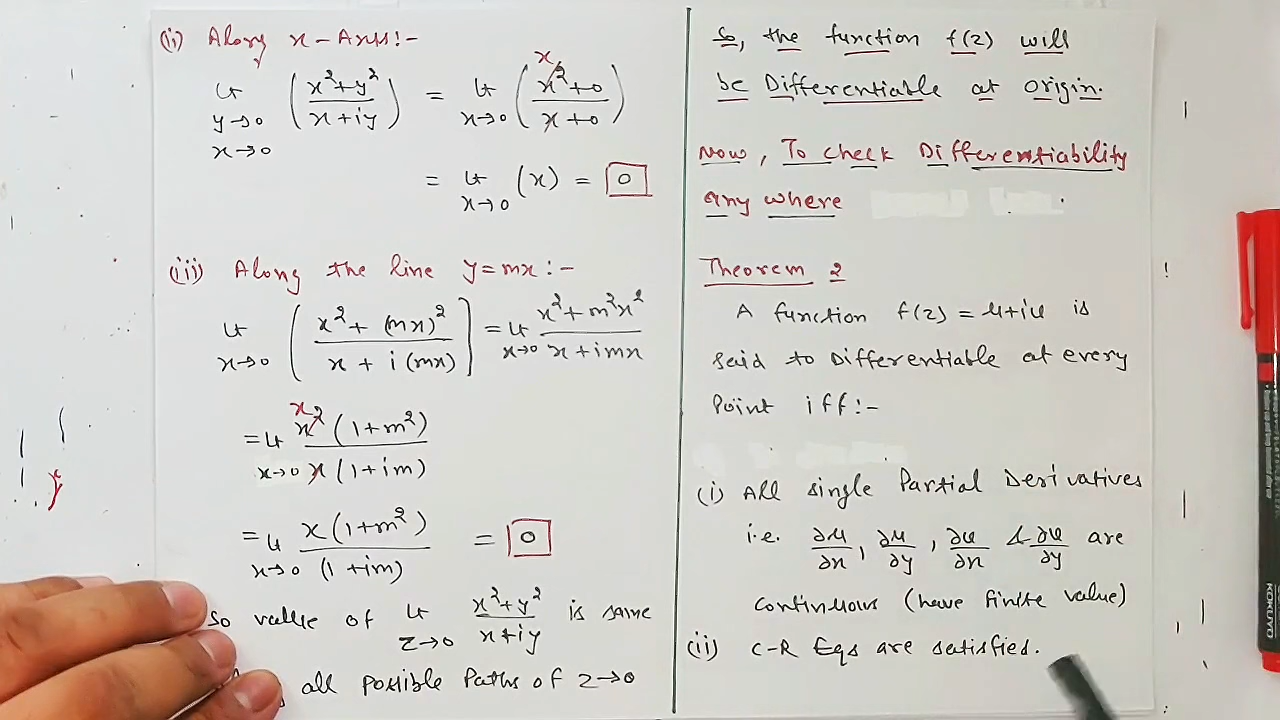 (ii) Along x-Axis:-
Lt y→0 x→0 (x²+y² / x+iy) = Lt x→0 (x²+0 / x+0)
x
= Lt x→0 (x) = 0
(iii) Along the line y=mx:-
Lt x→0 [x²+(mx)² / x+i(mx)] = Lt x→0 x²+m²x² / x+imx
x
= Lt x→0 x²(1+m²) / x(1+im)
= Lt x→0 x(1+m²) / (1+im) = 0
So value of Lt z→0 x²+y² / x+iy is same
all possible Paths of z→0
So, the function f(z) will
be Differentiable at origin.
Now, To check Differentiability
any where
Theorem 2
A function f(z) = u+iv is
said to Differentiable at every
Point iff:-
(i) All single Partial Derivatives
i.e. ∂u/∂x, ∂u/∂y, ∂v/∂x & ∂v/∂y are
continuous (have finite value)
(ii) C-R Eqs are satisfied.
KOKUYO